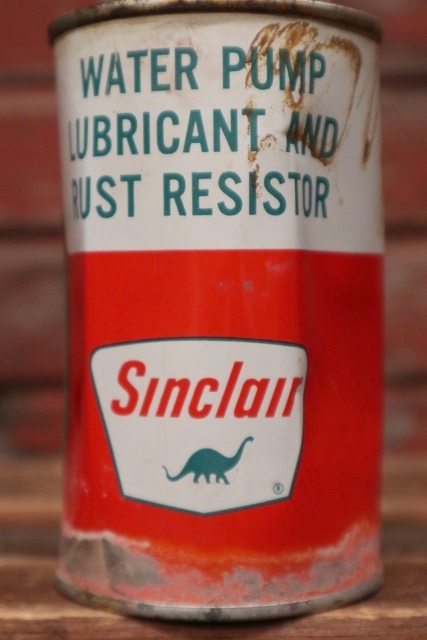 WATER PUMP
LUBRICANT AND
RUST RESISTOR
Sinclair
®